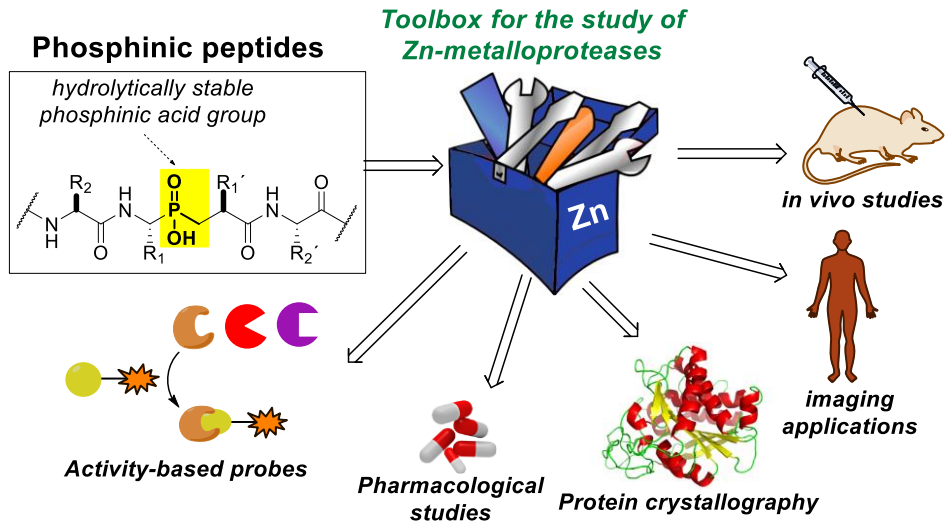 Phosphinic peptides
hydrolytically stable
phosphinic acid group
R2
H
N
O
R1´
H
N
O
N
H
O
P
OH
R1
O
R2´
Toolbox for the study of
Zn-metalloproteases
Zn
in vivo studies
imaging
applications
Activity-based probes
Pharmacological
studies
Protein crystallography